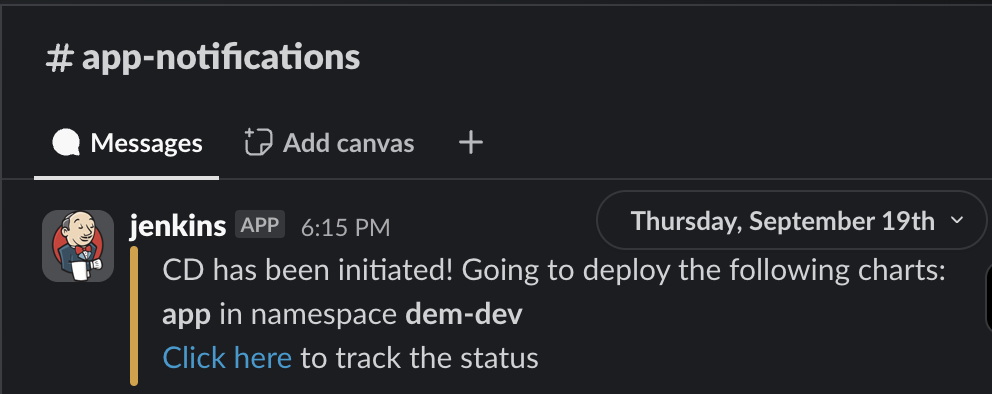 # app-notifications
Messages Add canvas +
jenkins APP 6:15 PM
Thursday, September 19th
CD has been initiated! Going to deploy the following charts:
app in namespace dem-dev
Click here to track the status